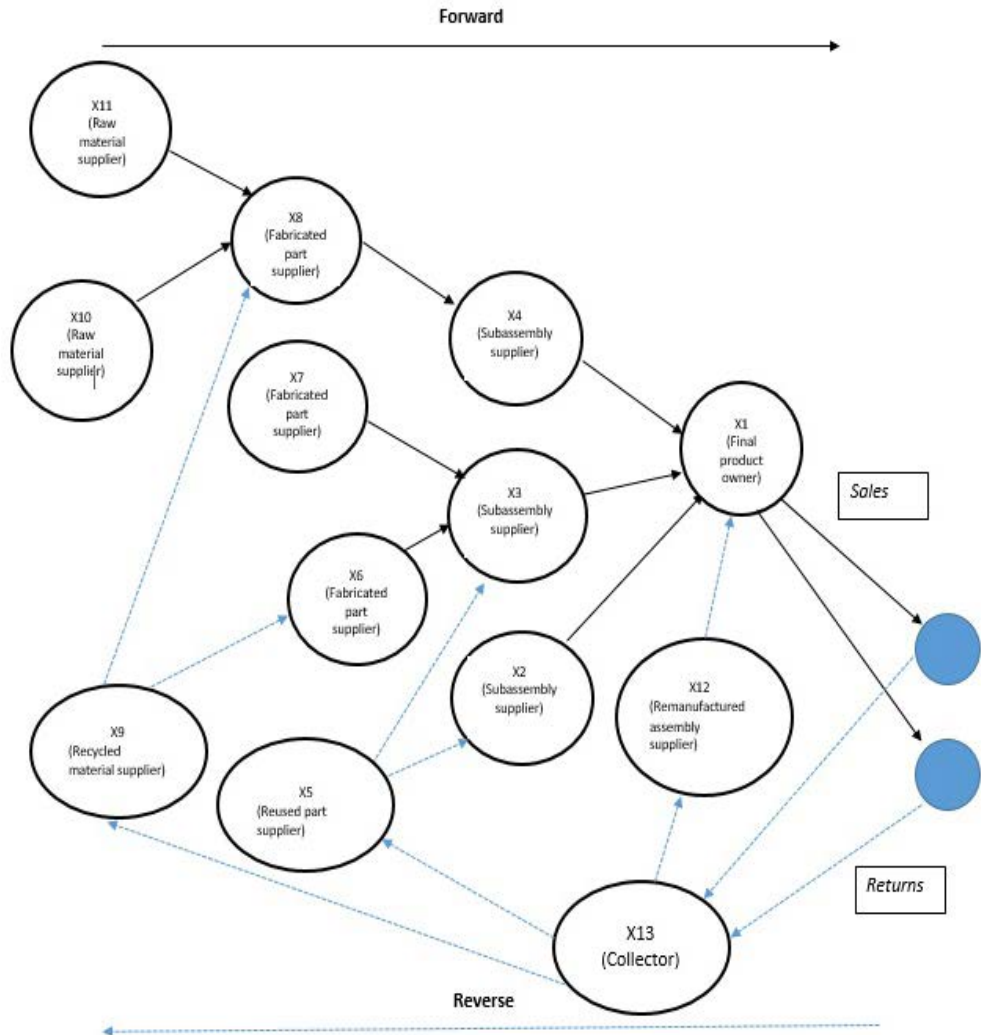 Forward
X11
(Raw
material
supplier)
X8
(Fabricated
part
supplier)
X10
(Raw
material
supplier)
X4
(Subassembly
supplier)
X7
(Fabricated
part
supplier)
X1
(Final
product
owner)
X3
(Subassembly
supplier)
Sales
X6
(Fabricated
part
supplier)
X2
(Subassembly
supplier)
X12
(Remanufactured
assembly
supplier)
X9
(Recycled
material supplier)
X5
(Reused part
supplier)
Returns
X13
(Collector)
Reverse